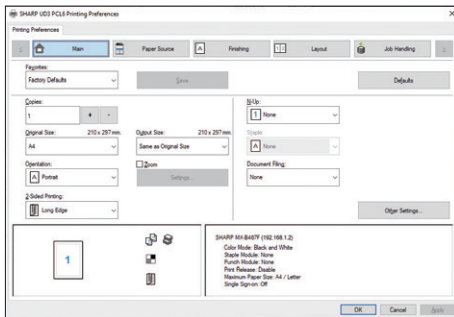 SHARP UD3 PCL6 Printing Preferences
Printing Preferences
Main
Paper Source
Finishing
Layout
Job Handling
Favorites:
Factory Defaults
Save
Defaults
Copies:
1
+ -
Original Size: 210 x 297 mm.
A4
Output Size: 210 x 297 mm.
Same as Original Size
Orientation:
A Portrait
Zoom
Settings...
2-Sided Printing:
Long Edge
N-Up:
1 None
Staple
A None
Document Filing:
None
Other Settings...
1
SHARP MX-B467F (192.168.1.2)
Color Mode: Black and White
Staple Module: None
Punch Module: None
Print Release: Disable
Maximum Paper Size: A4 / Letter
Single Sign-on: Off
OK Cancel Apply